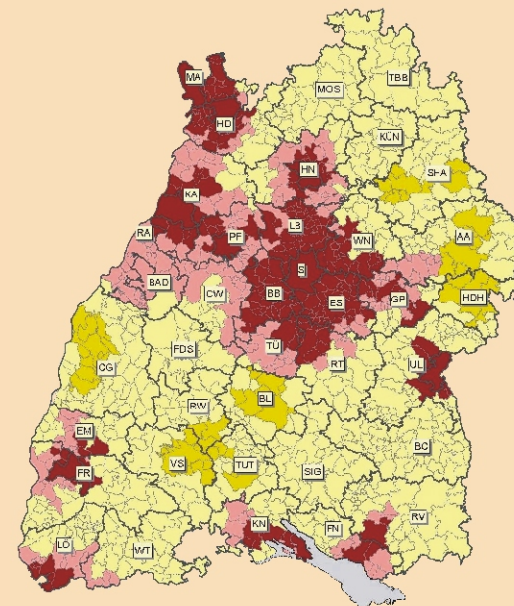 MA
TBB
MOS
HD
KÜN
HN
SHA
KA
LB
RA
PF
WN
AA
S
BAD
CW
BB
ES
GP
HDH
TÜ
FDS
RT
UL
OG
BL
RW
EM
BC
VS
TUT
SIG
FR
KN
FN
RV
LÖ
WT